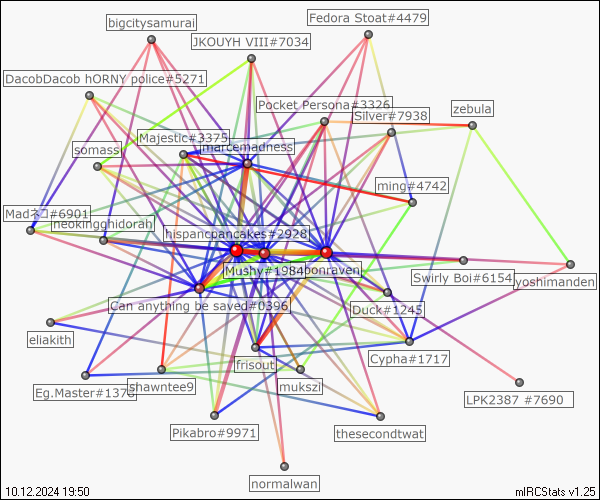 Fedora Stoat#4479
bigcitysamurai
JKOUYH VIII#7034
DacobDacob hORNY police#5271
Pocket Persona#3326
zebula
Silver#7938
Majestic#3375
marcemadness
somass
ming#4742
Madネコ#6901
neokingghidorah
hispancpancakes#2928
Mushy#1984
bonraven
Swirly Boi#6154
yoshimanden
Can anything be saved#0396
Duck#1245
eliakith
frisout
Cypha#1717
Eg.Master#1378
shawntee9
mukszi
LPK2387 #7690
Pikabro#9971
thesecondtwat
normalwan
10.12.2024 19:50
mIRCStats v1.25